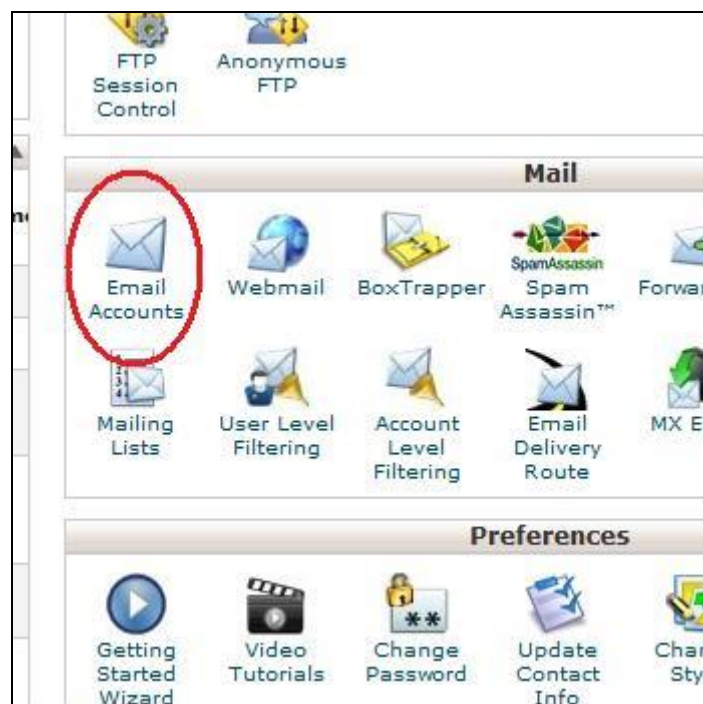 FTP Session Control
Anonymous FTP
Mail
Email Accounts
Webmail
BoxTrapper
SpamAssassin
Spam Assassin™
Mailing Lists
User Level Filtering
Account Level Filtering
Email Delivery Route
MX E
Preferences
Getting Started Wizard
Video Tutorials
Change Password
Update Contact Info